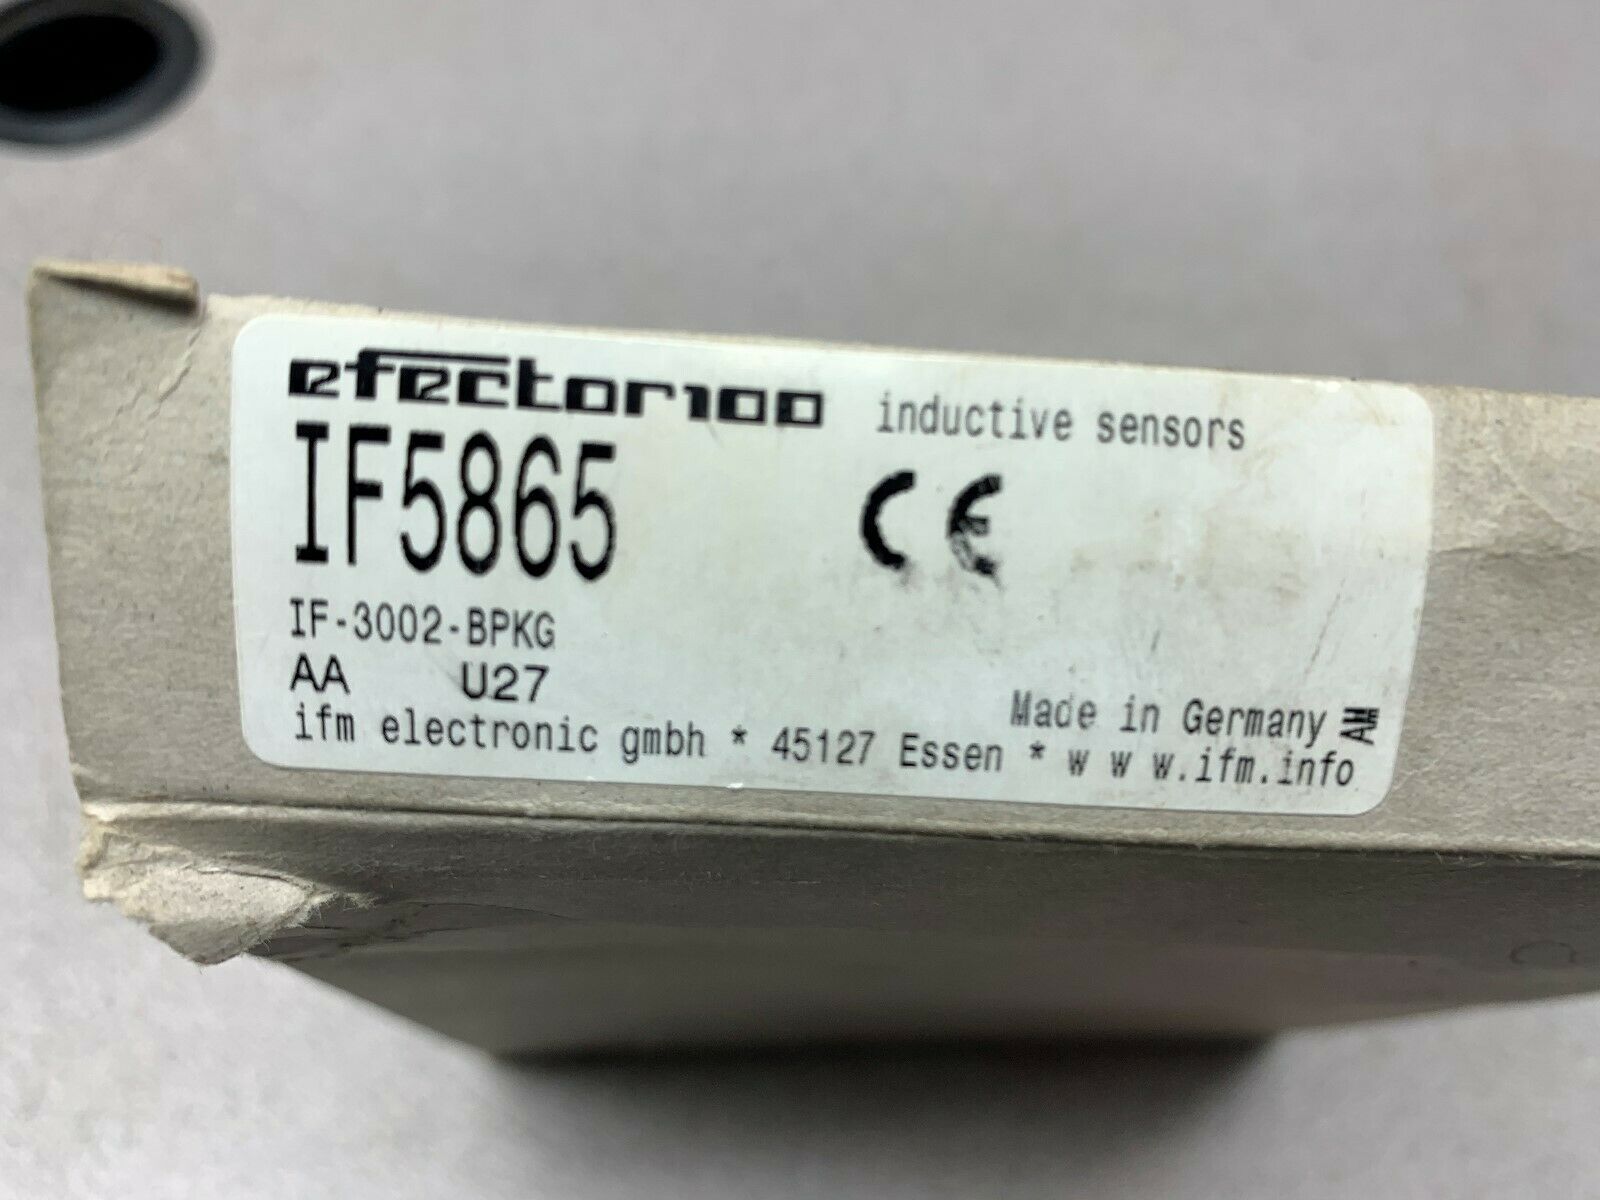 efector100 inductive sensors
IF5865
CE
IF-3002-BPKG
AA U27
Made in Germany
ifm electronic gmbh * 45127 Essen * w w w.ifm.info